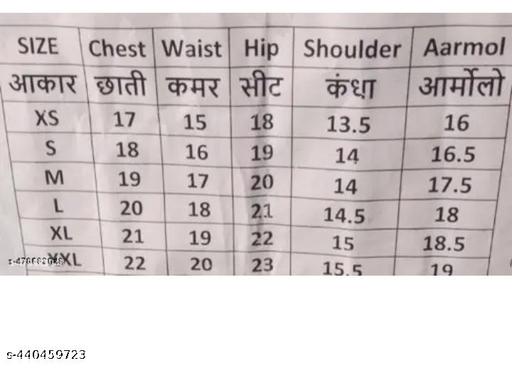 SIZE Chest Waist Hip Shoulder Aarmol
आकार छाती कमर सीट कंधा आर्मोलो
XS 17 15 18 13.5 16
S 18 16 19 14 16.5
M 19 17 20 14 17.5
L 20 18 21 14.5 18
XL 21 19 22 15 18.5
XXL 22 20 23 15.5 19
s-440459723